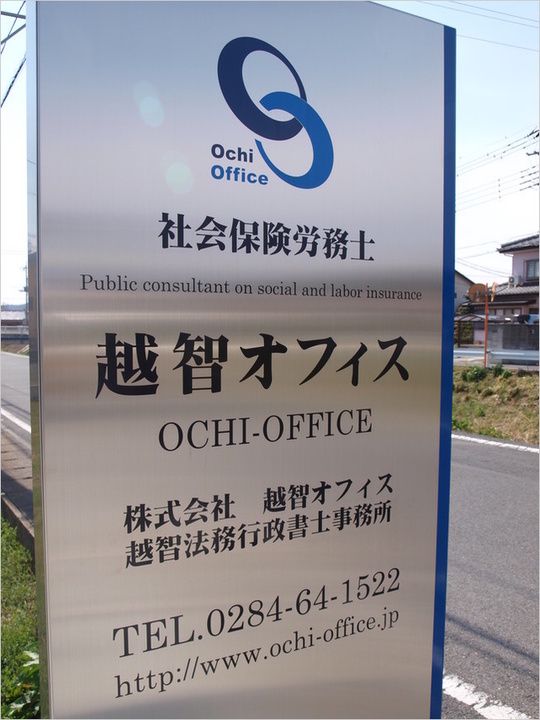 Ochi
Office
社会保険労務士
Public consultant on social and labor insurance
越智オフィス
OCHI-OFFICE
株式会社　越智オフィス
越智法務行政書士事務所
TEL.0284-64-1522
http://www.ochi-office.jp